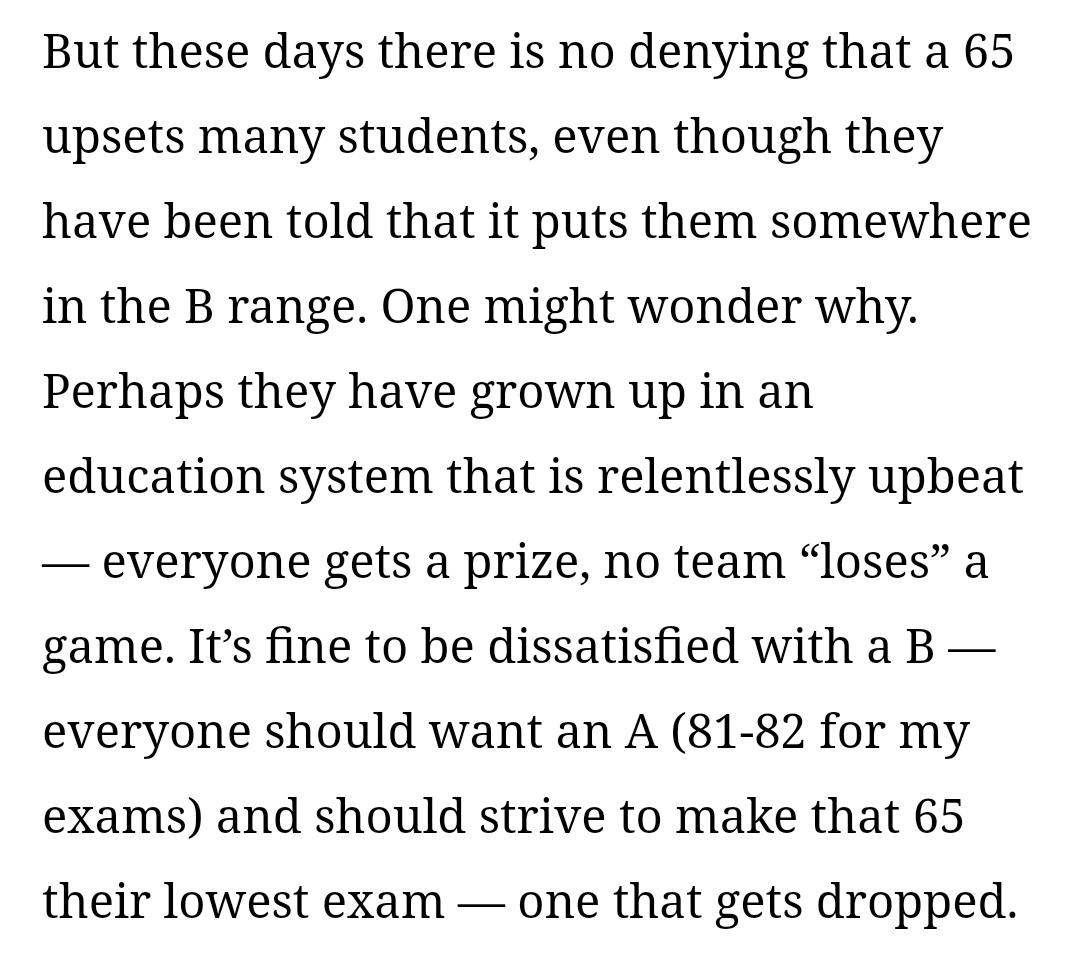 But these days there is no denying that a 65
upsets many students, even though they
have been told that it puts them somewhere
in the B range. One might wonder why.
Perhaps they have grown up in an
education system that is relentlessly upbeat
— everyone gets a prize, no team “loses” a
game. It’s fine to be dissatisfied with a B —
everyone should want an A (81-82 for my
exams) and should strive to make that 65
their lowest exam — one that gets dropped.